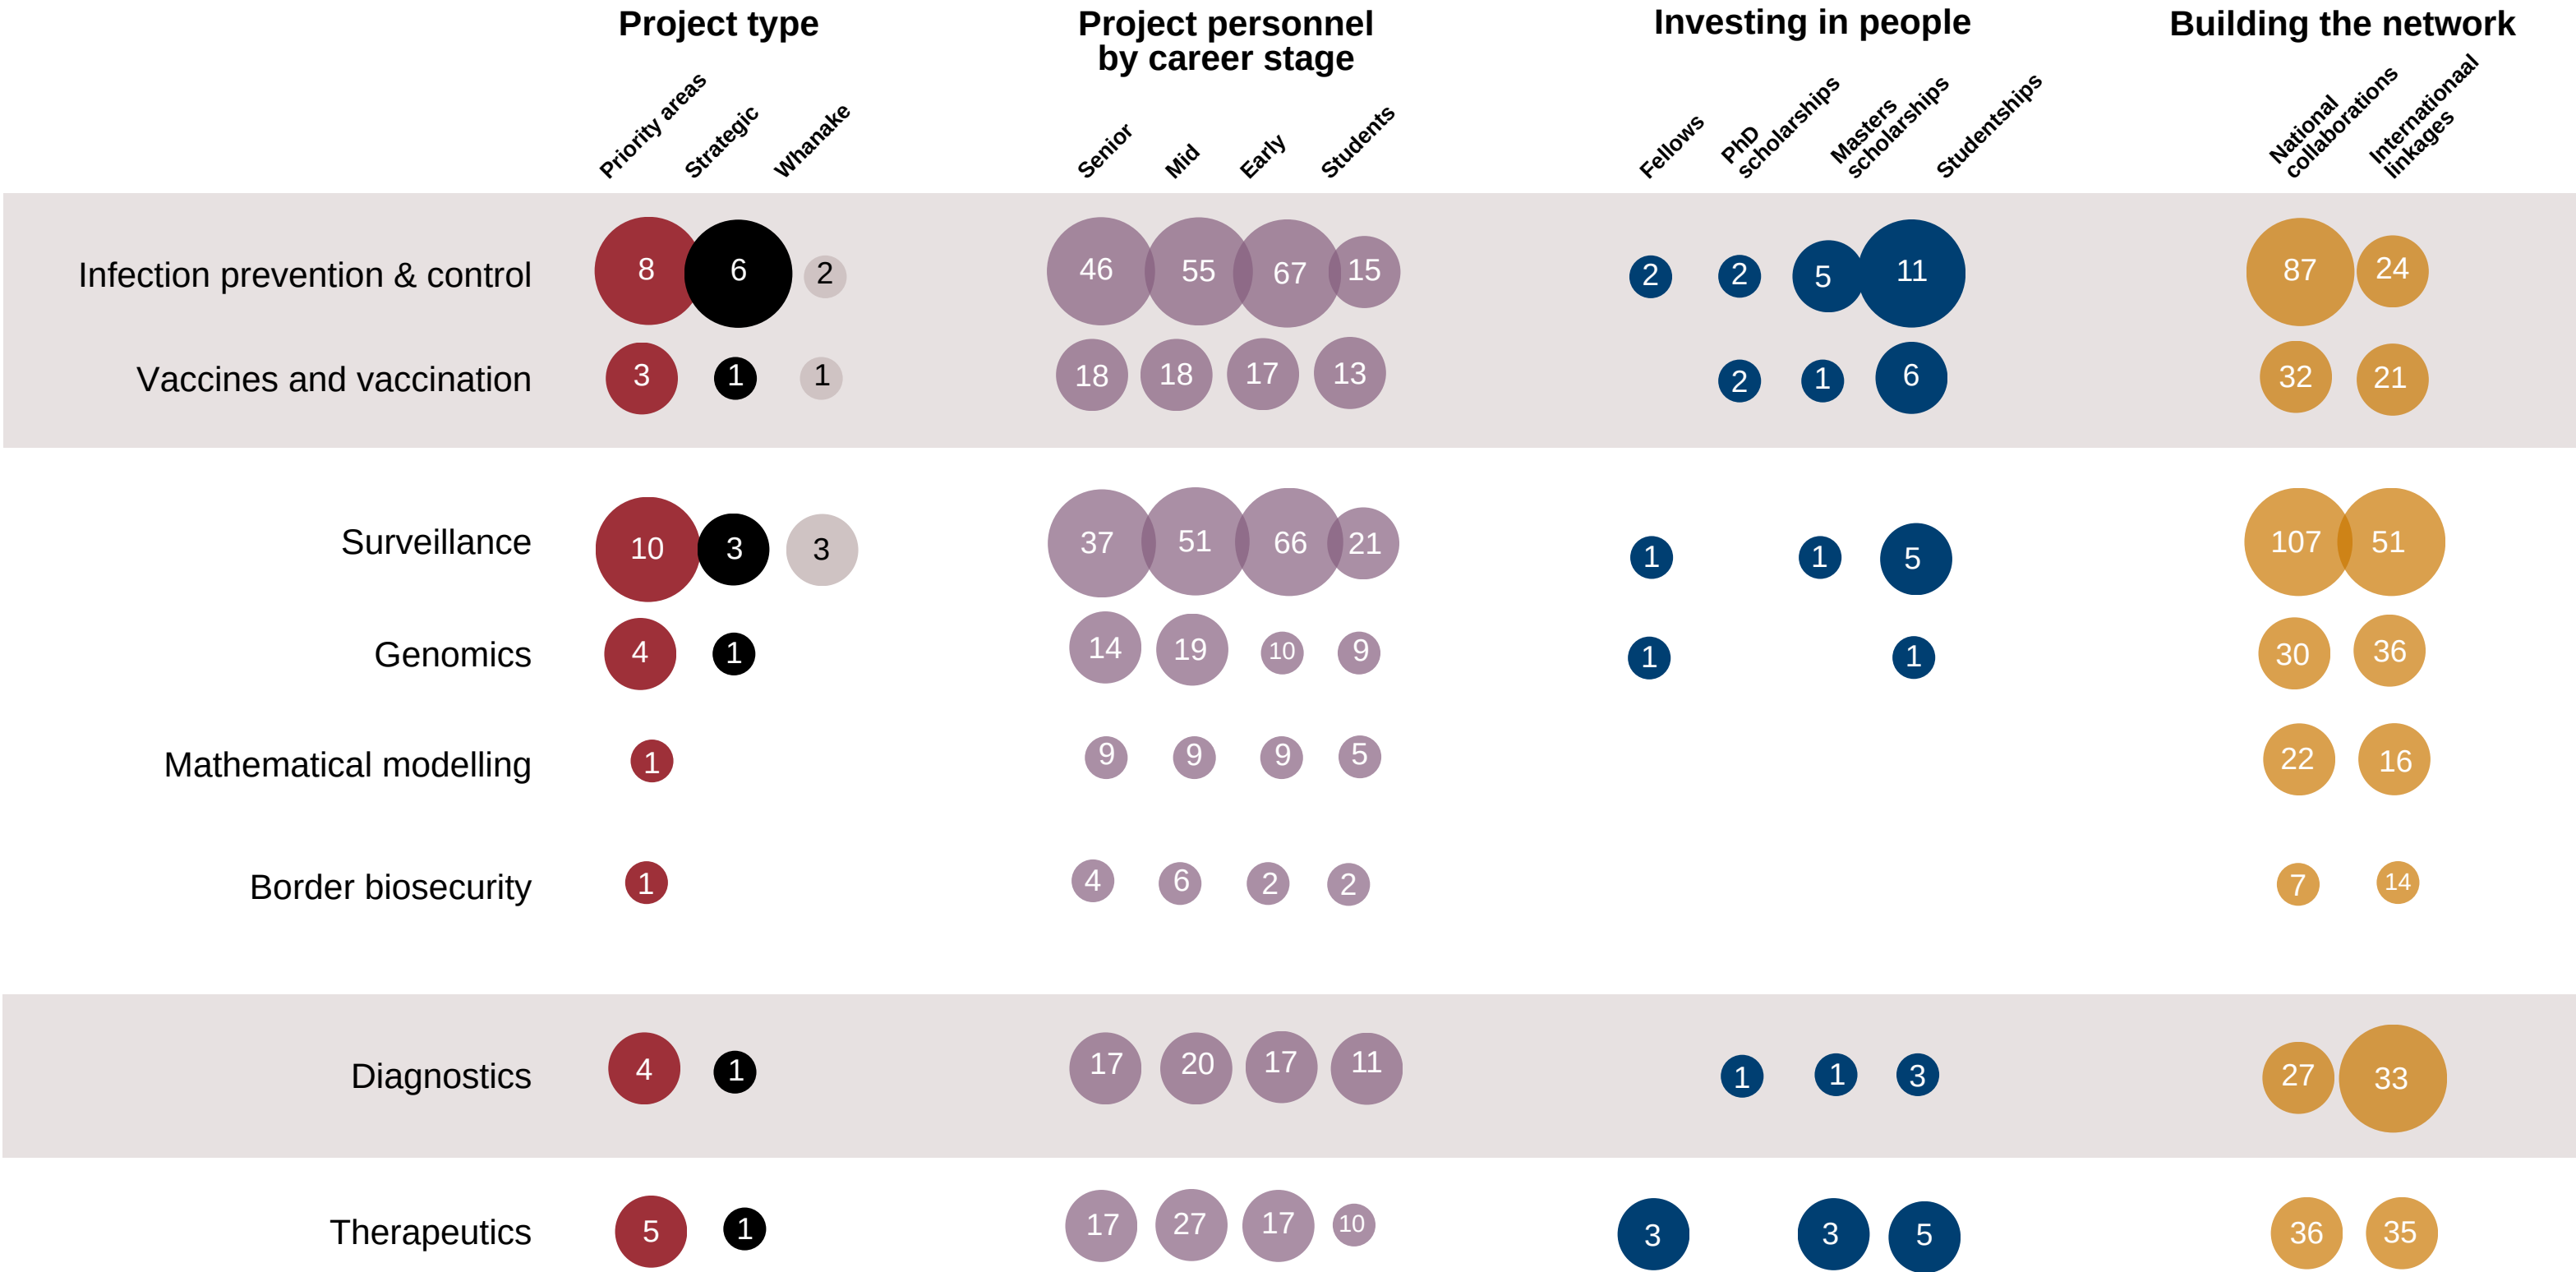 Project type
Project personnel
by career stage
Investing in people
Building the network
Priority areas
Strategic
Whanake
Senior
Mid
Early
Students
Fellows
PhD
scholarships
Masters
scholarships
Studentships
National
collaborations
Internationaal
linkages
Infection prevention & control 8 6 2 46 55 67 15 2 2 5 11 87 24
Vaccines and vaccination 3 1 1 18 18 17 13 2 1 6 32 21
Surveillance 10 3 3 37 51 66 21 1 1 5 107 51
Genomics 4 1 14 19 10 9 1 1 30 36
Mathematical modelling 1 9 9 9 5 22 16
Border biosecurity 1 4 6 2 2 7 14
Diagnostics 4 1 17 20 17 11 1 1 3 27 33
Therapeutics 5 1 17 27 17 10 3 3 5 36 35